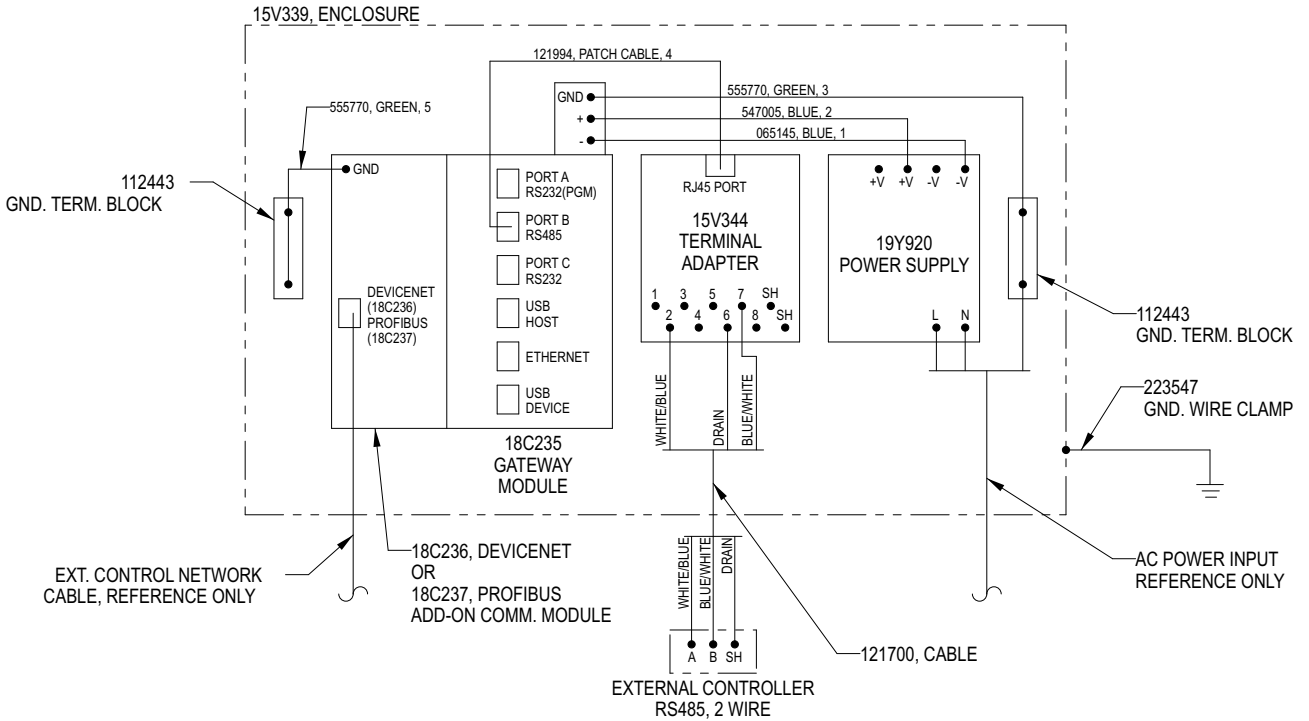 15V339, ENCLOSURE
121994, PATCH CABLE, 4
555770, GREEN, 5
GND
+
-
555770, GREEN, 3
547005, BLUE, 2
065145, BLUE, 1
112443
GND. TERM. BLOCK
GND
DEVICENET
(18C236)
PROFIBUS
(18C237)
PORT A
RS232(PGM)
PORT B
RS485
PORT C
RS232
USB
HOST
ETHERNET
USB
DEVICE
18C235
GATEWAY
MODULE
RJ45 PORT
15V344
TERMINAL
ADAPTER
1 3 5 7 SH
2 4 6 8 SH
WHITE/BLUE
DRAIN
BLUE/WHITE
+V +V -V -V
19Y920
POWER SUPPLY
L N
112443
GND. TERM. BLOCK
223547
GND. WIRE CLAMP
EXT. CONTROL NETWORK
CABLE, REFERENCE ONLY
18C236, DEVICENET
OR
18C237, PROFIBUS
ADD-ON COMM. MODULE
WHITE/BLUE
BLUE/WHITE
DRAIN
A B SH
EXTERNAL CONTROLLER
RS485, 2 WIRE
121700, CABLE
AC POWER INPUT
REFERENCE ONLY